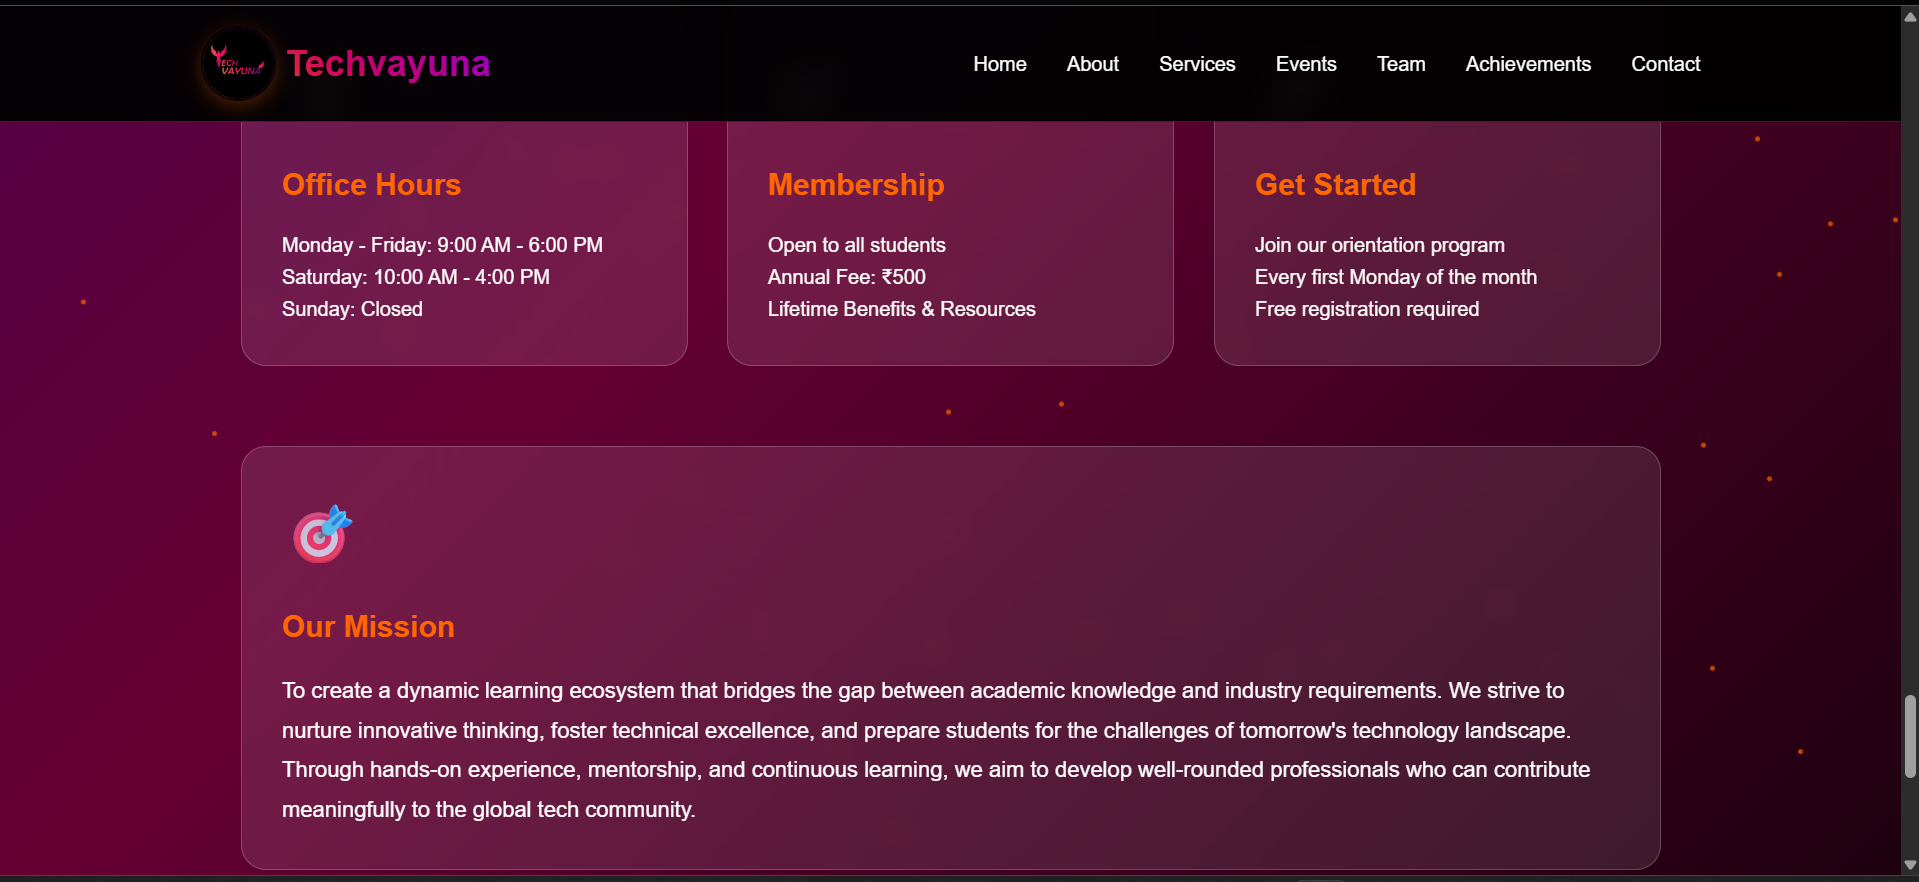 TECH
VAYUNA
Techvayuna
Home
About
Services
Events
Team
Achievements
Contact
Office Hours
Monday - Friday: 9:00 AM - 6:00 PM
Saturday: 10:00 AM - 4:00 PM
Sunday: Closed
Membership
Open to all students
Annual Fee: ₹500
Lifetime Benefits & Resources
Get Started
Join our orientation program
Every first Monday of the month
Free registration required
Our Mission
To create a dynamic learning ecosystem that bridges the gap between academic knowledge and industry requirements. We strive to
nurture innovative thinking, foster technical excellence, and prepare students for the challenges of tomorrow's technology landscape.
Through hands-on experience, mentorship, and continuous learning, we aim to develop well-rounded professionals who can contribute
meaningfully to the global tech community.